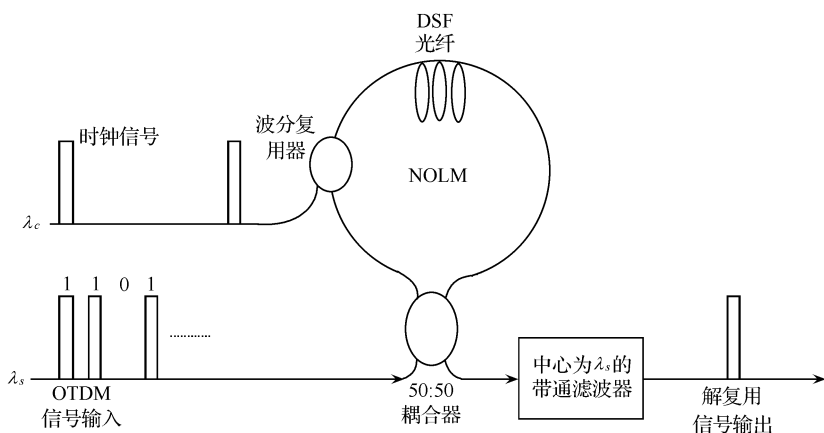 DSF
光纤
时钟信号
波分复
用器
NOLM
λc
1 1 0 1
............
λs
OTDM
信号输入
50:50
耦合器
中心为λs的
带通滤波器
解复用
信号输出